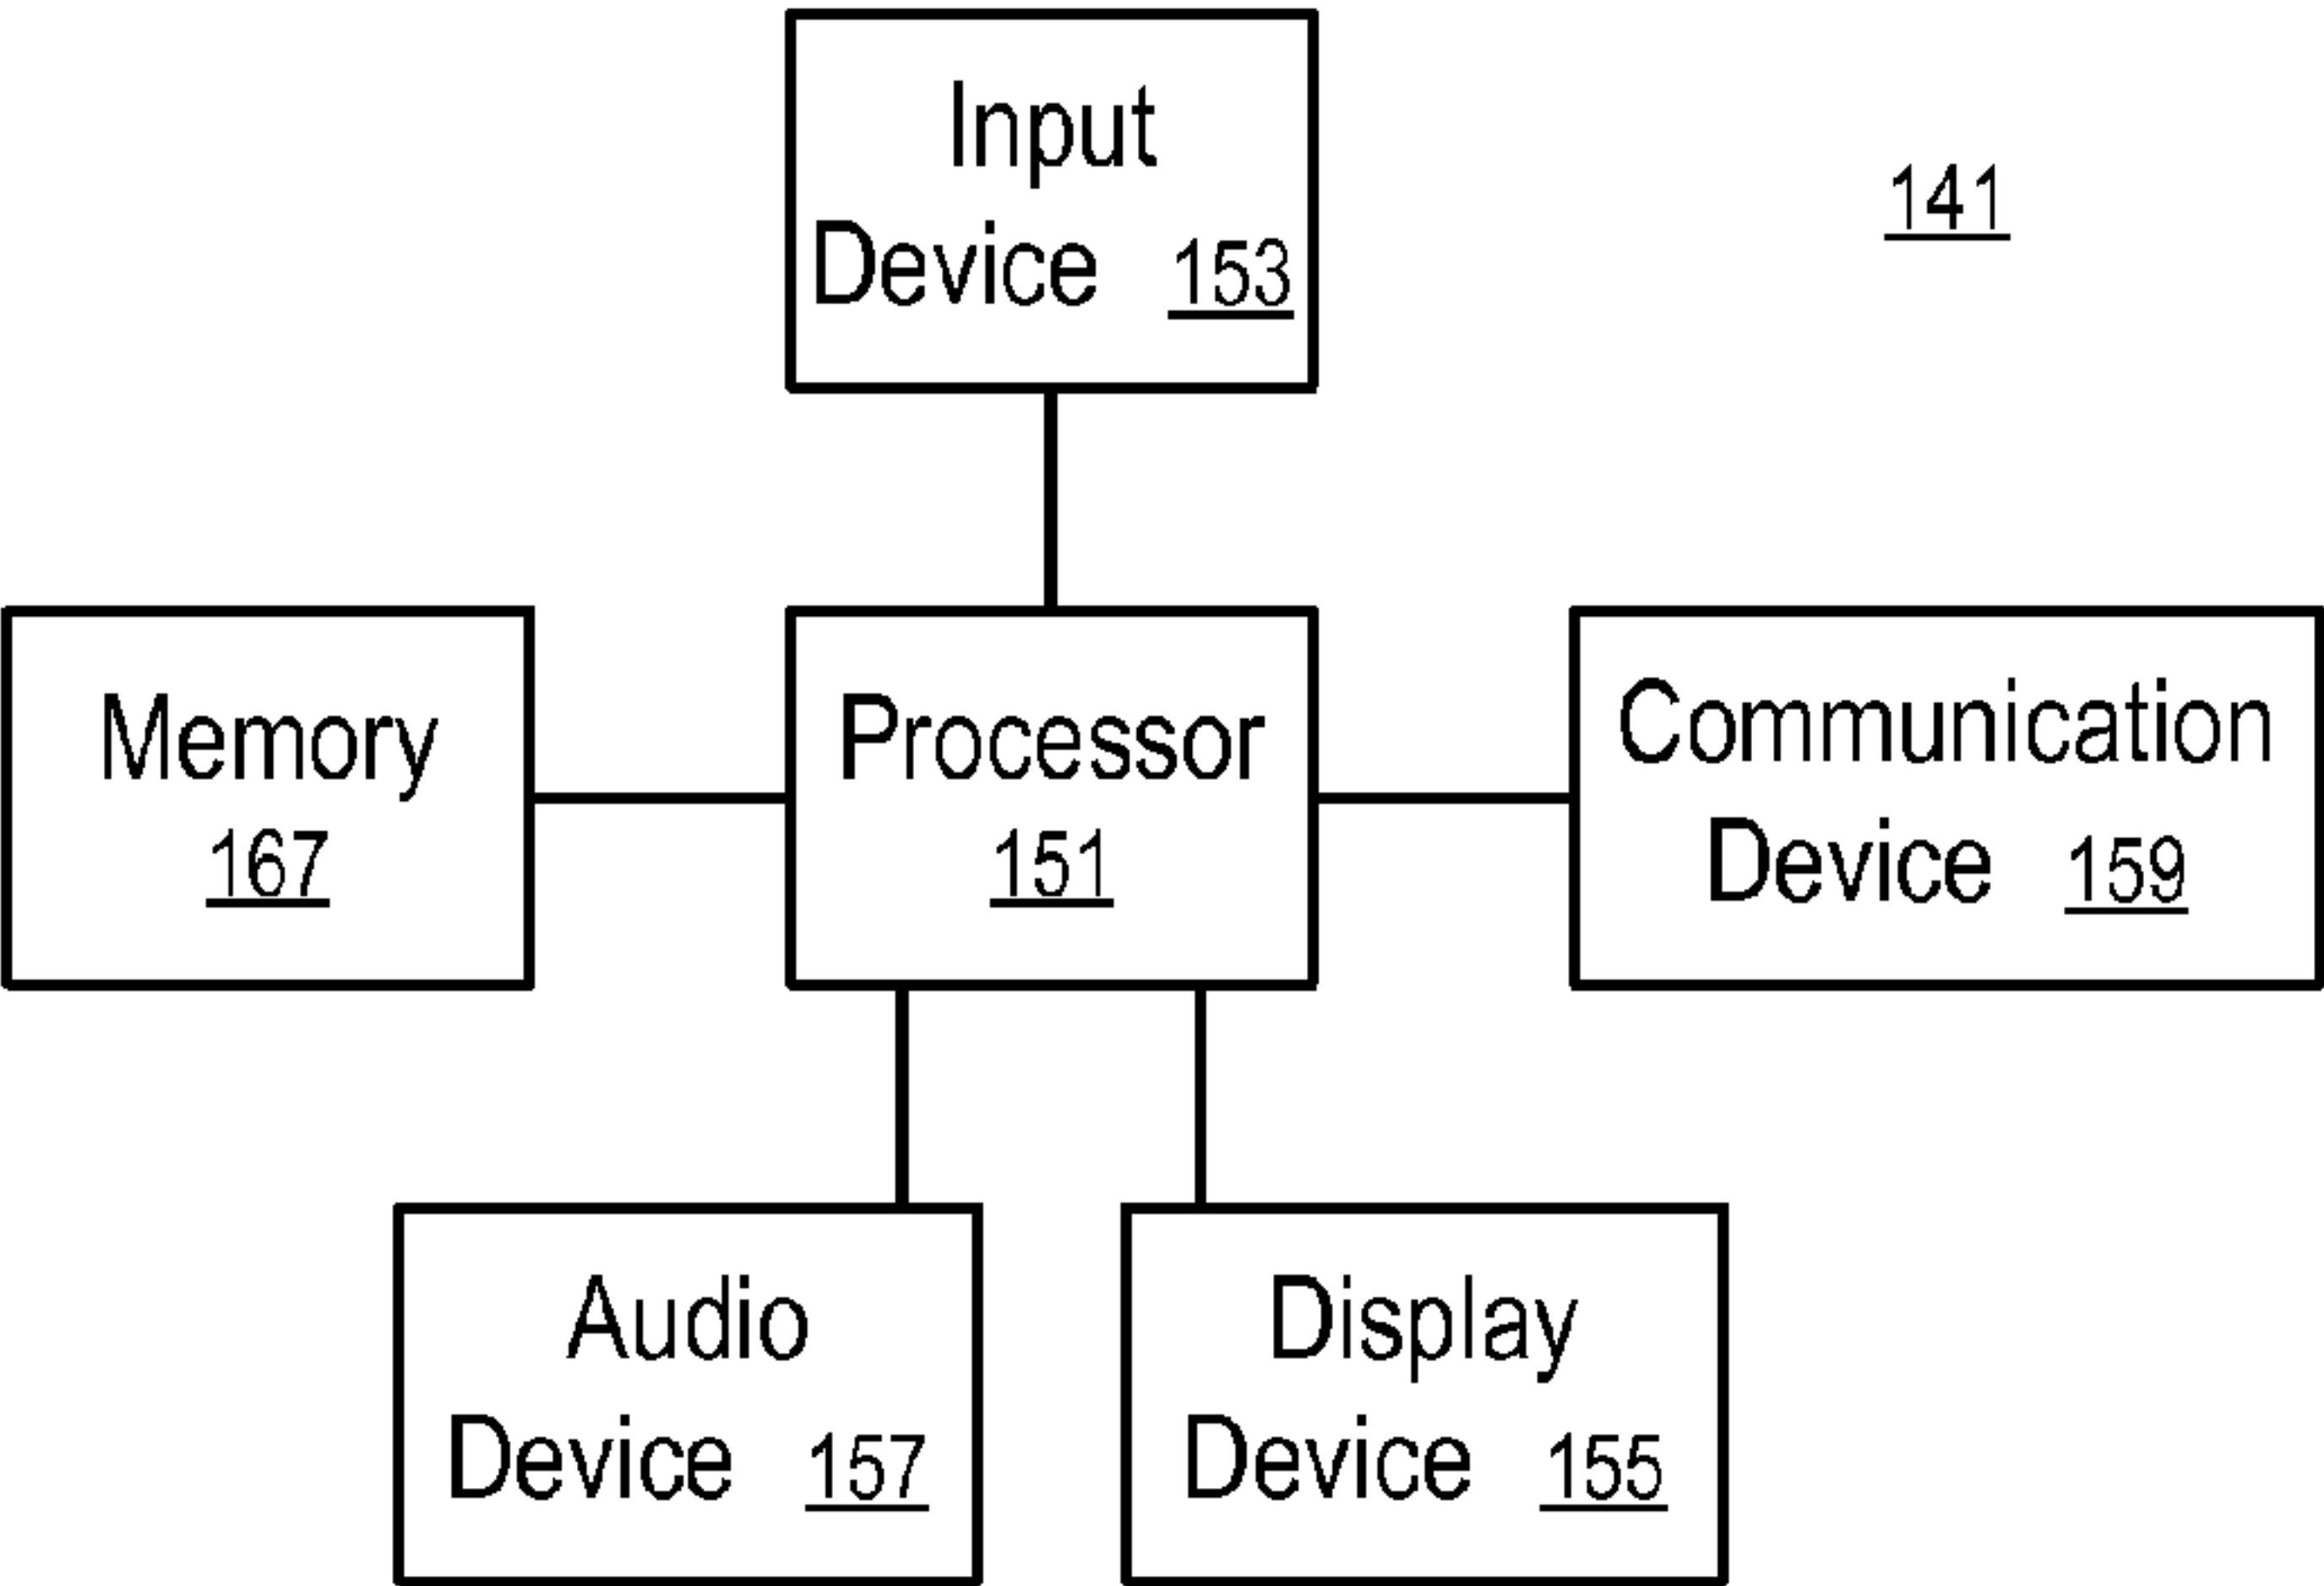 Input
Device 153
141
Memory
167
Processor
151
Communication
Device 159
Audio
Device 157
Display
Device 155